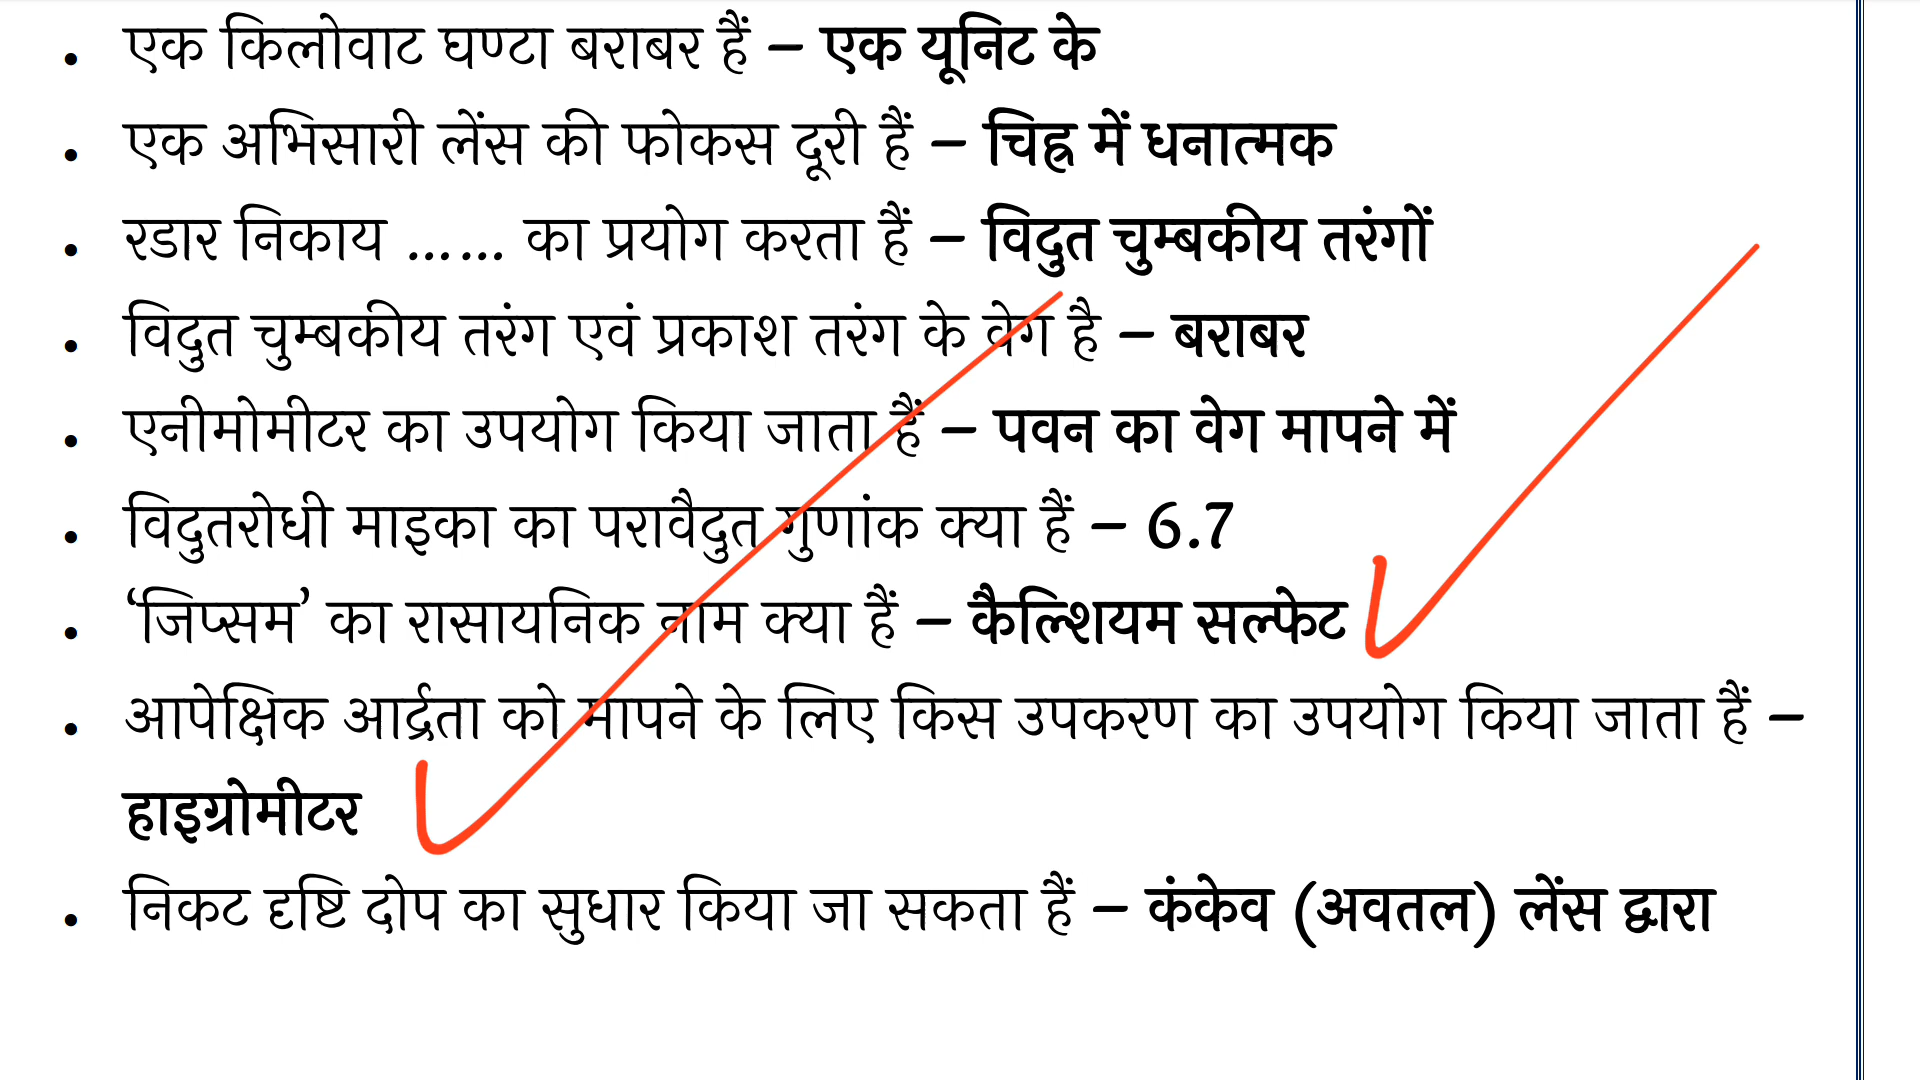 • एक किलोवाट घण्टा बराबर हैं – एक यूनिट के
• एक अभिसारी लेंस की फोकस दूरी हैं – चिह्न में धनात्मक
• रडार निकाय …… का प्रयोग करता हैं – विदुत चुम्बकीय तरंगों
• विदुत चुम्बकीय तरंग एवं प्रकाश तरंग के वेग है – बराबर
• एनीमोमीटर का उपयोग किया जाता हैं – पवन का वेग मापने में
• विदुतरोधी माइका का परावैदुत गुणांक क्या हैं – 6.7
• ‘जिप्सम’ का रासायनिक नाम क्या हैं – कैल्शियम सल्फेट
• आपेक्षिक आर्द्रता को मापने के लिए किस उपकरण का उपयोग किया जाता हैं –
हाइग्रोमीटर
• निकट दृष्टि दोप का सुधार किया जा सकता हैं – कंकेव (अवतल) लेंस द्वारा